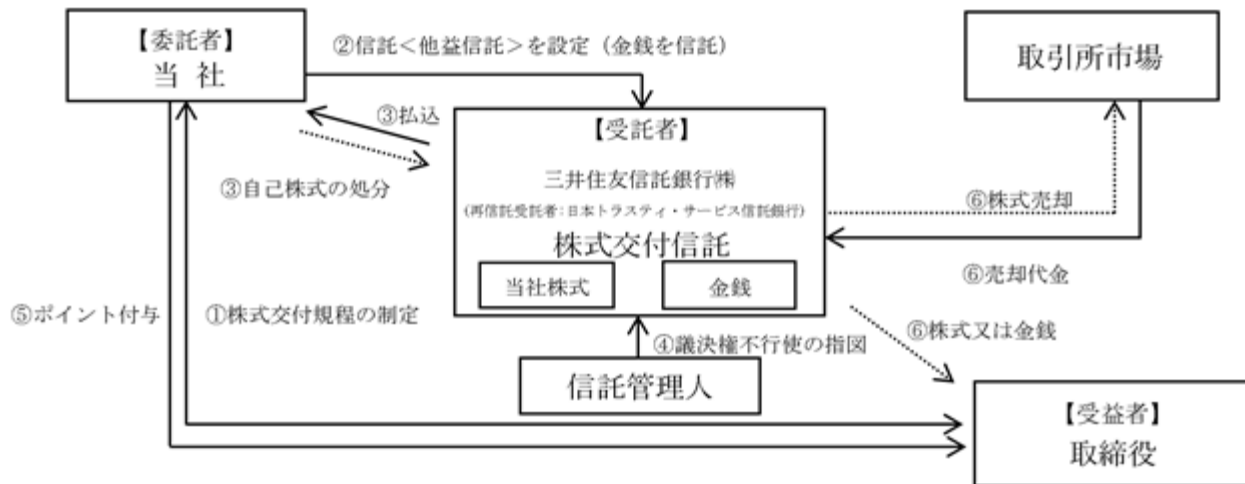 【委託者】
当 社
②信託＜他益信託＞を設定（金銭を信託）
取引所市場
③払込
③自己株式の処分
【受託者】
三井住友信託銀行㈱
(再信託受託者:日本トラスティ・サービス信託銀行)
株式交付信託
当社株式
金銭
⑥株式売却
⑥売却代金
⑤ポイント付与
①株式交付規程の制定
④議決権不行使の指図
⑥株式又は金銭
信託管理人
【受益者】
取締役